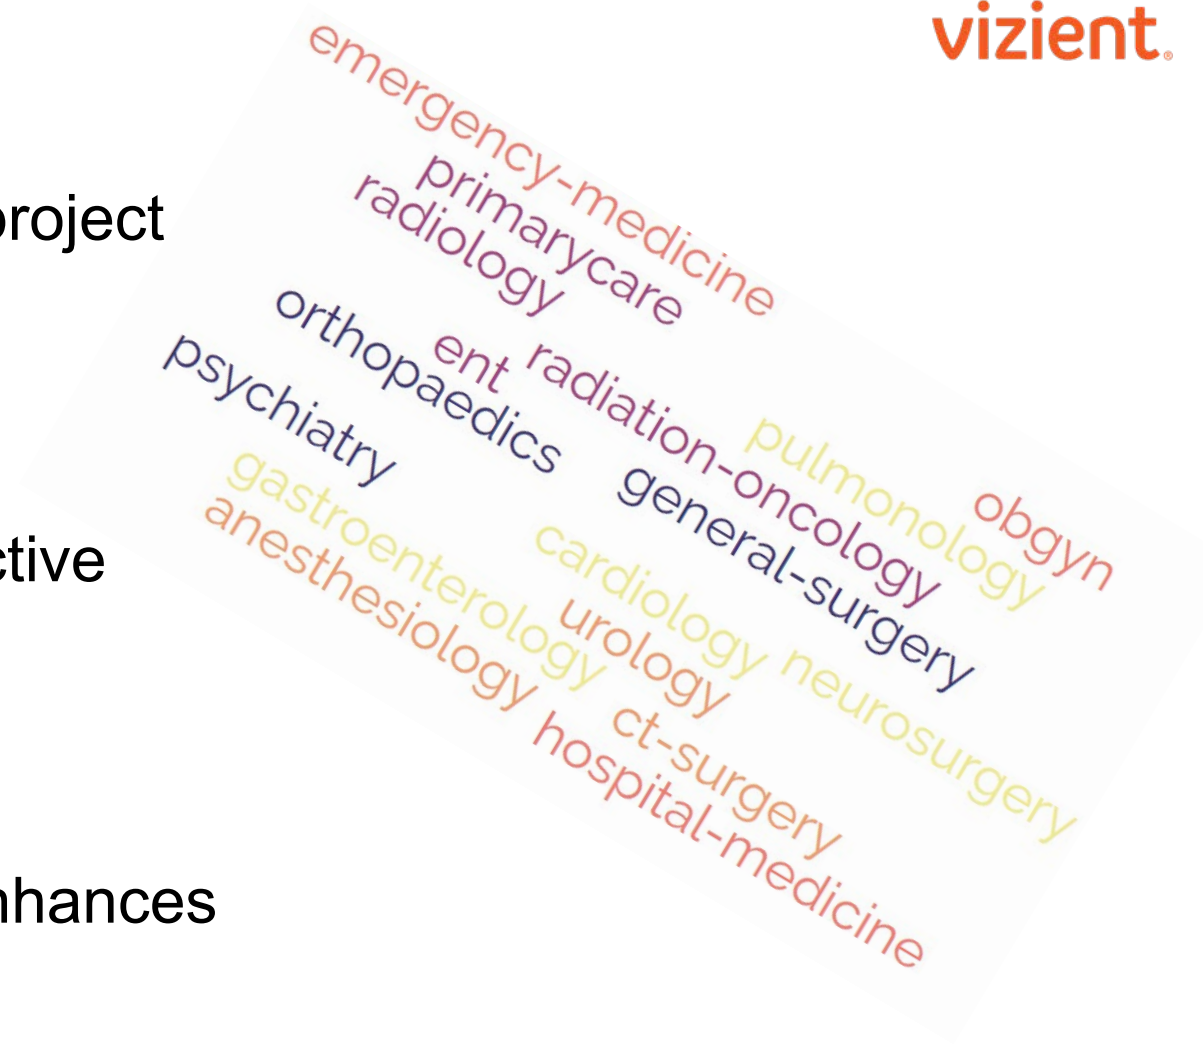 vizient®
emergency-medicine
primarycare
radiology
project
orthopaedics
ent
radiation-oncology
psychiatry
pulmonology
obgyn
general-surgery
gastroenterology
anesthesiology
cardiology
urology
neurosurgery
ctive
ct-surgery
hospital-medicine
nhances